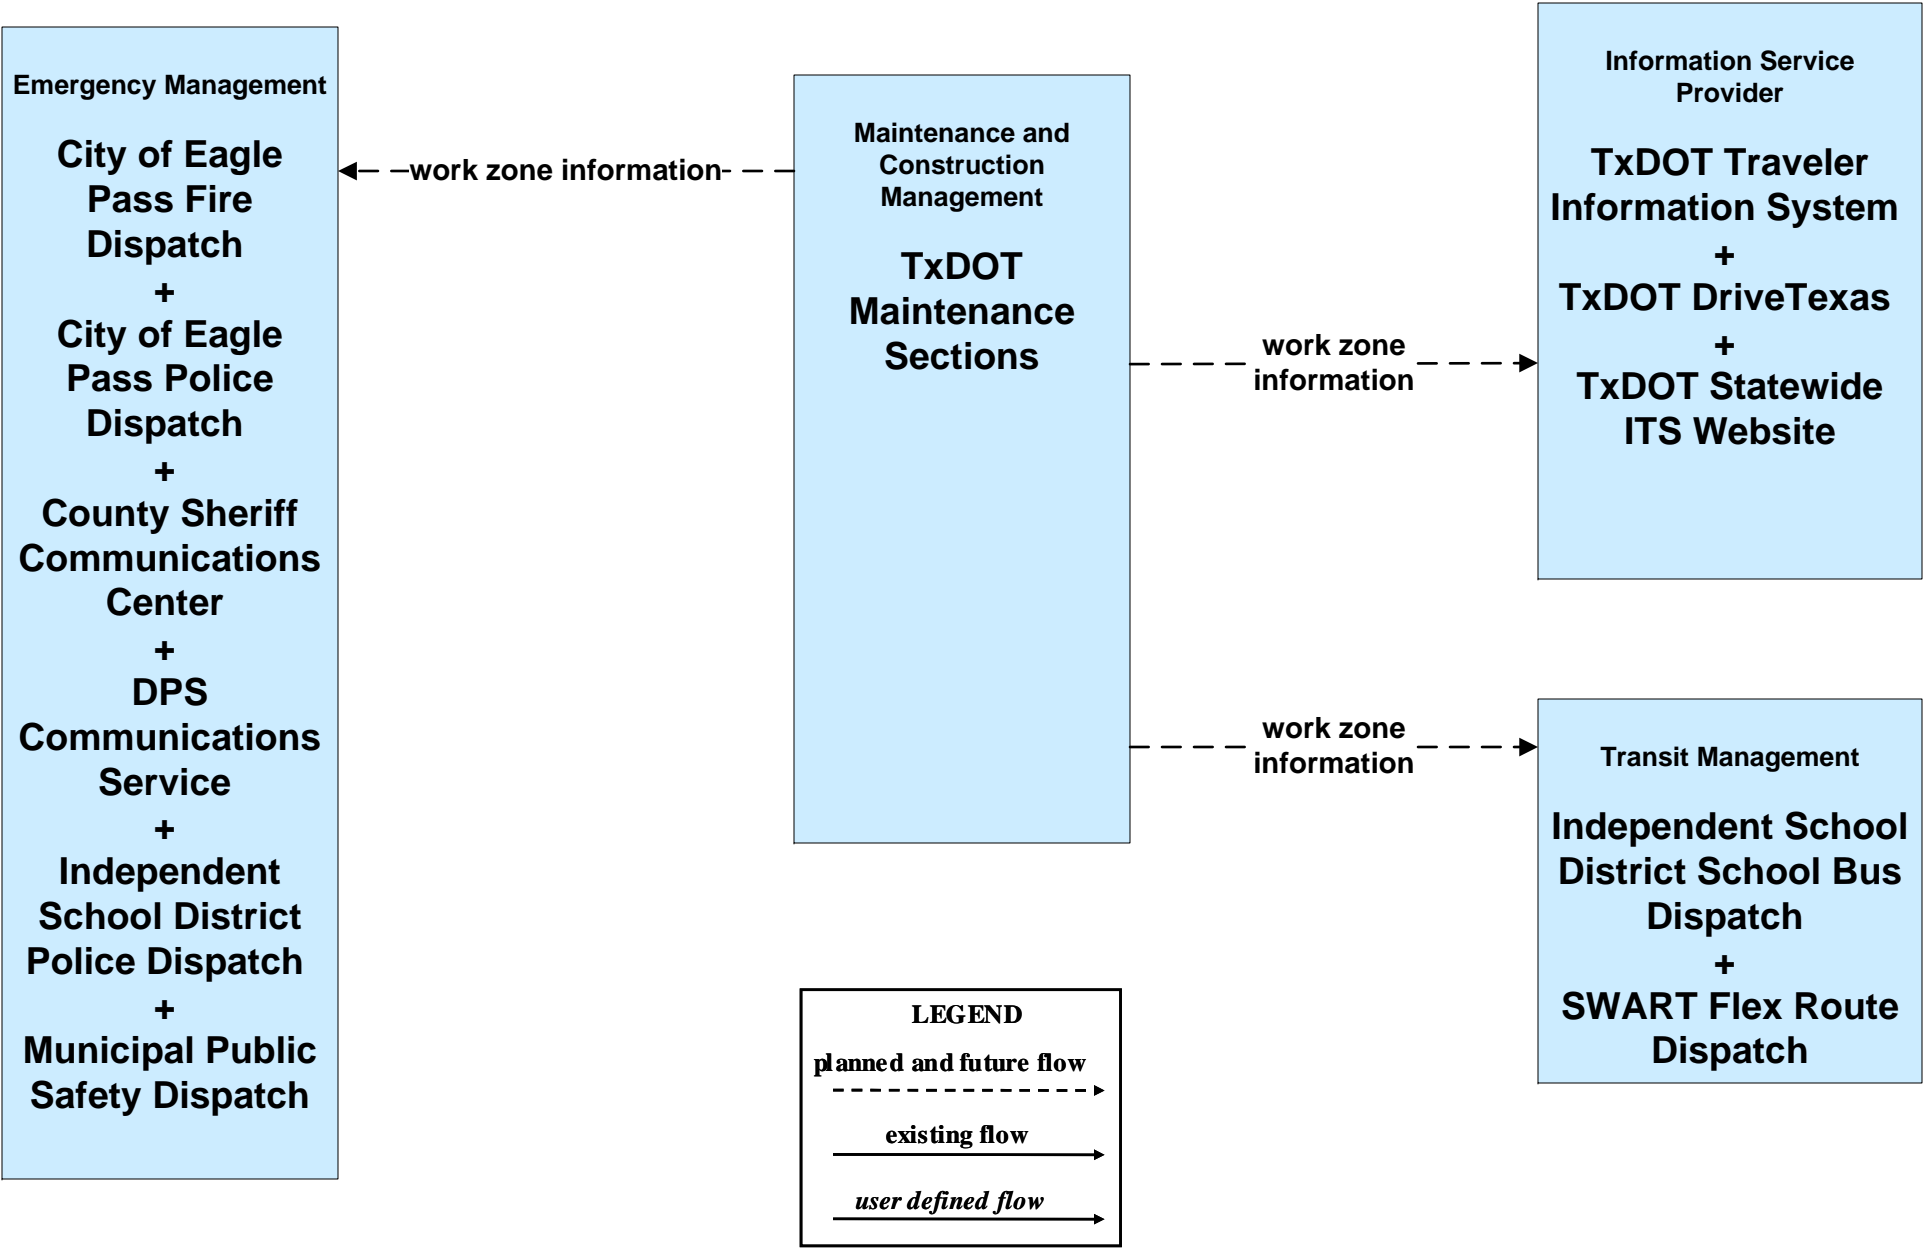 Emergency Management
City of Eagle
Pass Fire
Dispatch
+
City of Eagle
Pass Police
Dispatch
+
County Sheriff
Communications
Center
+
DPS
Communications
Service
+
Independent
School District
Police Dispatch
+
Municipal Public
Safety Dispatch
work zone information
Maintenance and
Construction
Management
TxDOT
Maintenance
Sections
work zone
information
work zone
information
Information Service
Provider
TxDOT Traveler
Information System
+
TxDOT DriveTexas
+
TxDOT Statewide
ITS Website
Transit Management
Independent School
District School Bus
Dispatch
+
SWART Flex Route
Dispatch
LEGEND
planned and future flow
existing flow
user defined flow